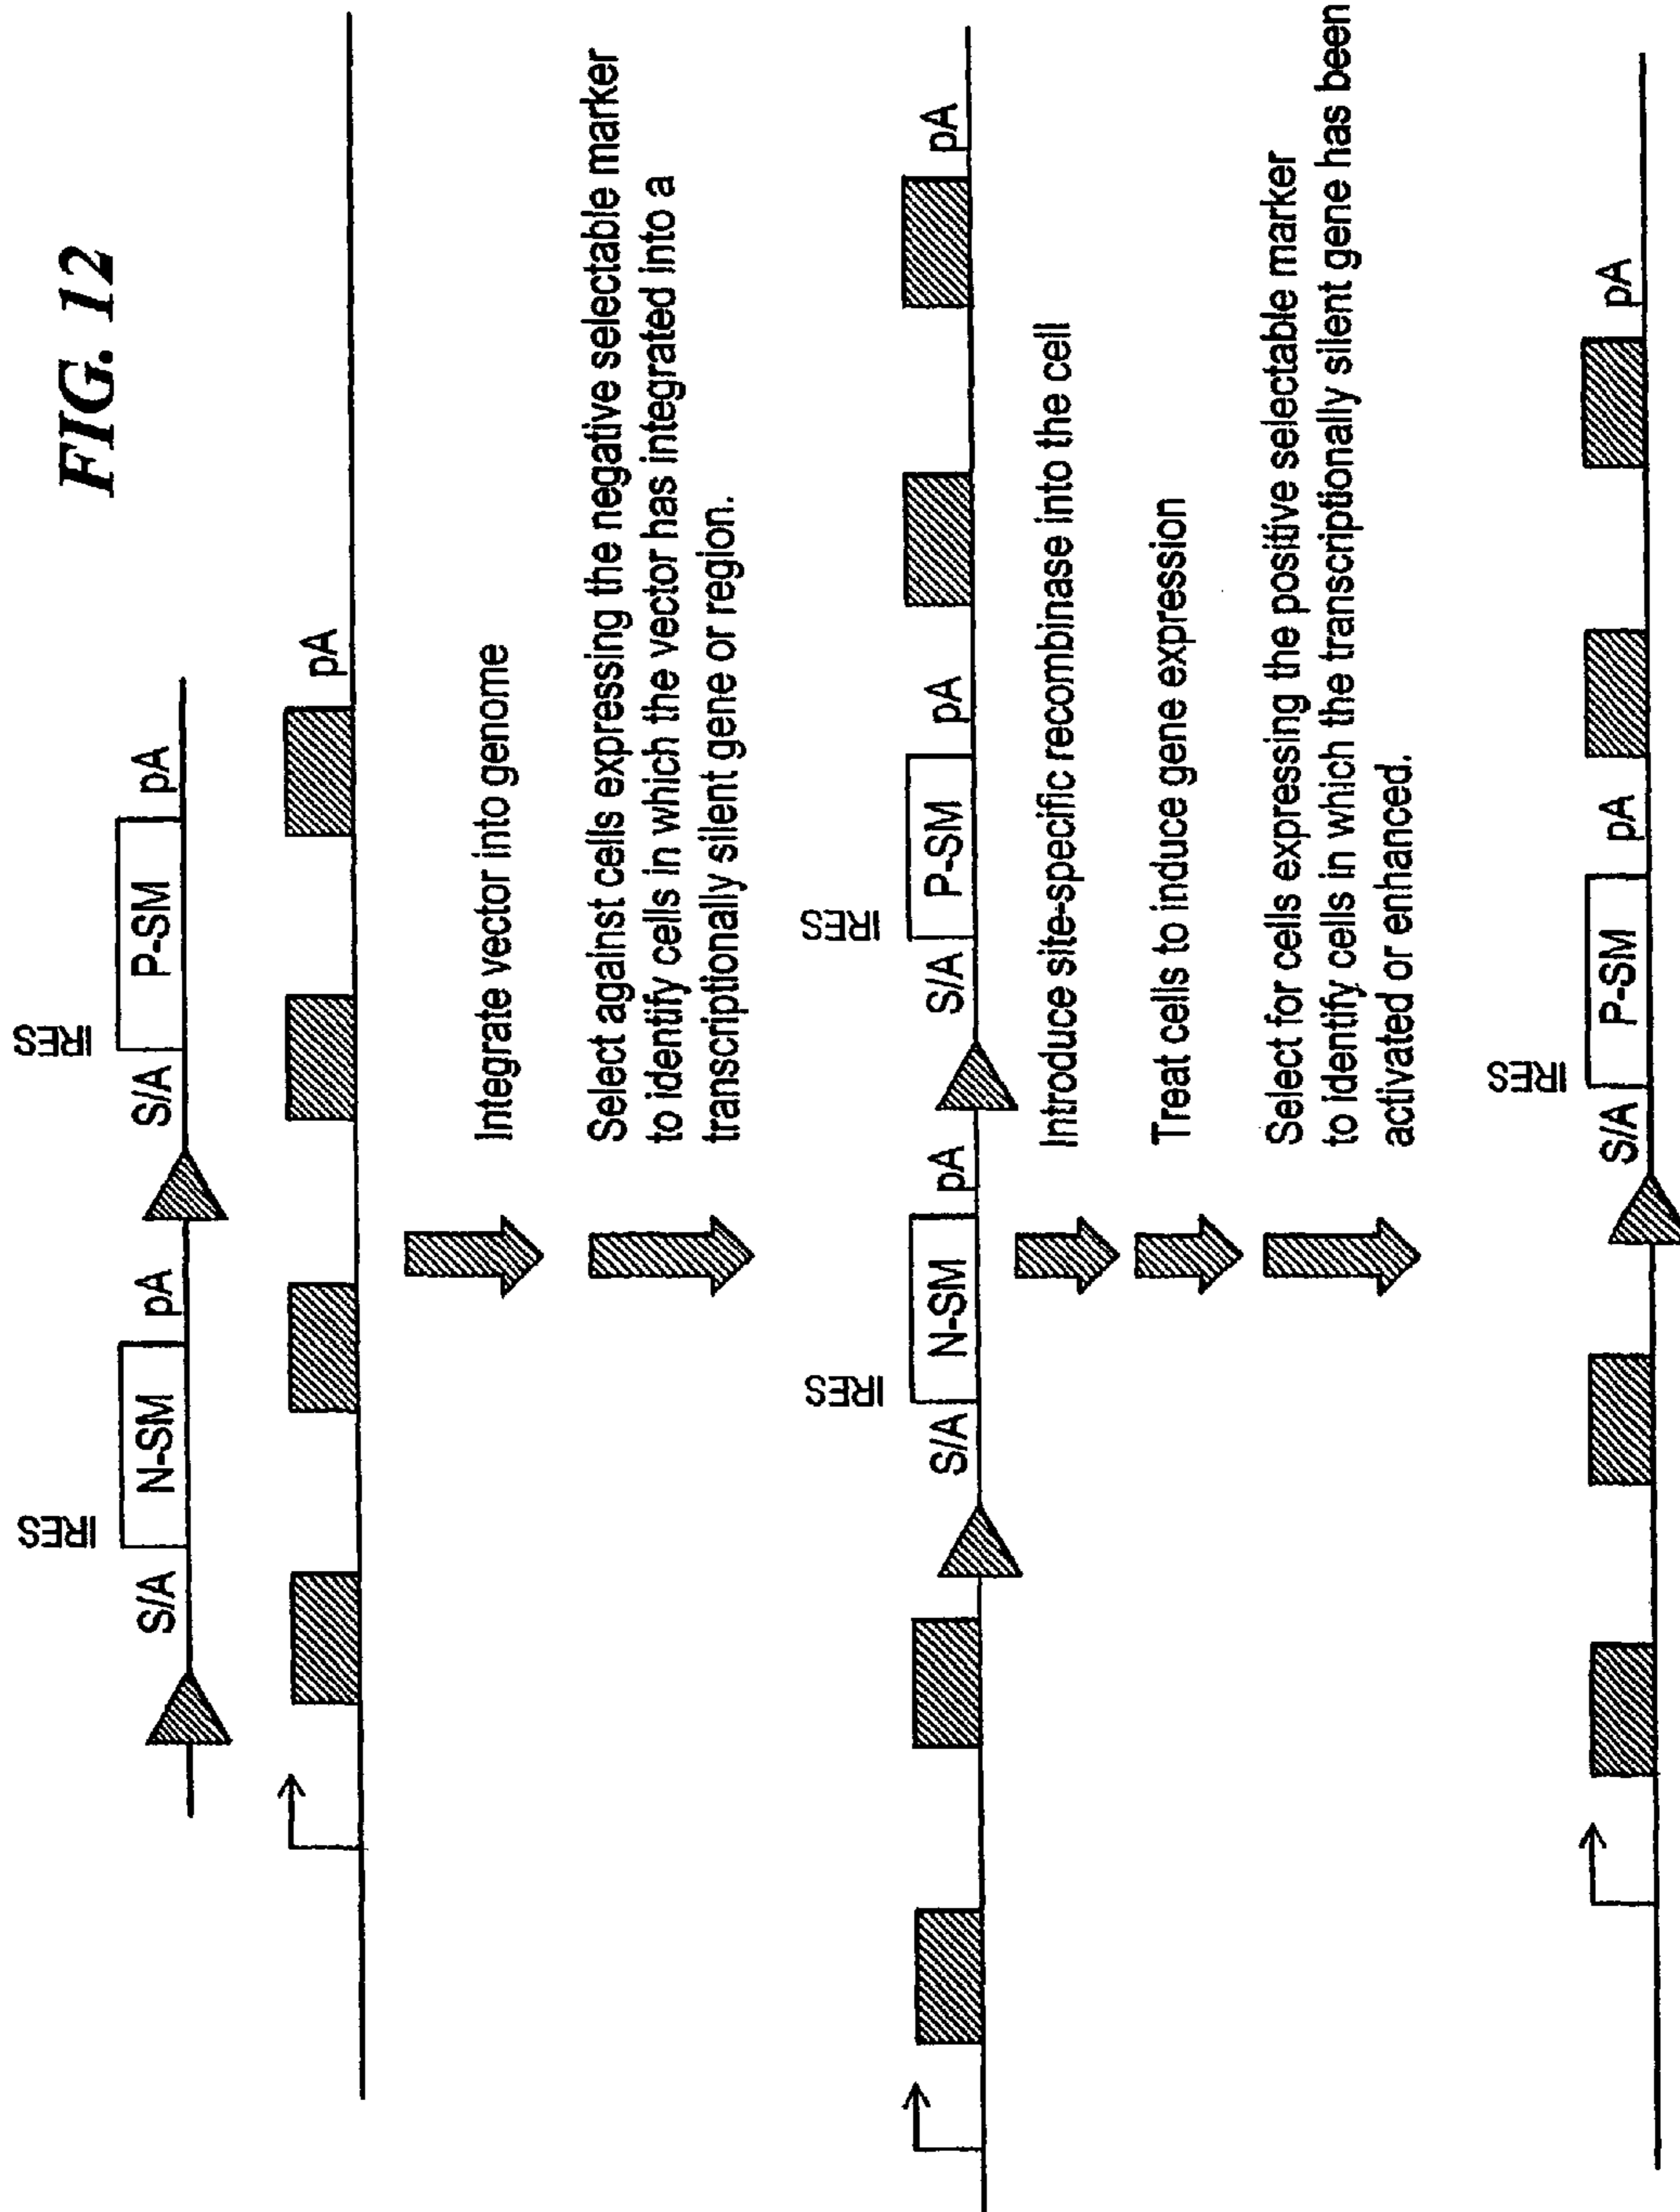 FIG. 12
IRES IRES
S/A N-SM pA S/A P-SM pA
pA
Integrate vector into genome
Select against cells expressing the negative selectable marker
to identify cells in which the vector has integrated into a
transcriptionally silent gene or region.
IRES IRES
S/A N-SM pA S/A P-SM pA pA
Introduce site-specific recombinase into the cell
Treat cells to induce gene expression
Select for cells expressing the positive selectable marker
to identify cells in which the transcriptionally silent gene has been
activated or enhanced.
IRES
S/A P-SM pA pA